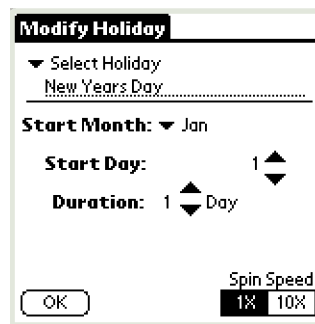 Modify Holiday
Select Holiday
New Years Day
Start Month: Jan
Start Day: 1
Duration: 1 Day
Spin Speed
OK 1X 10X